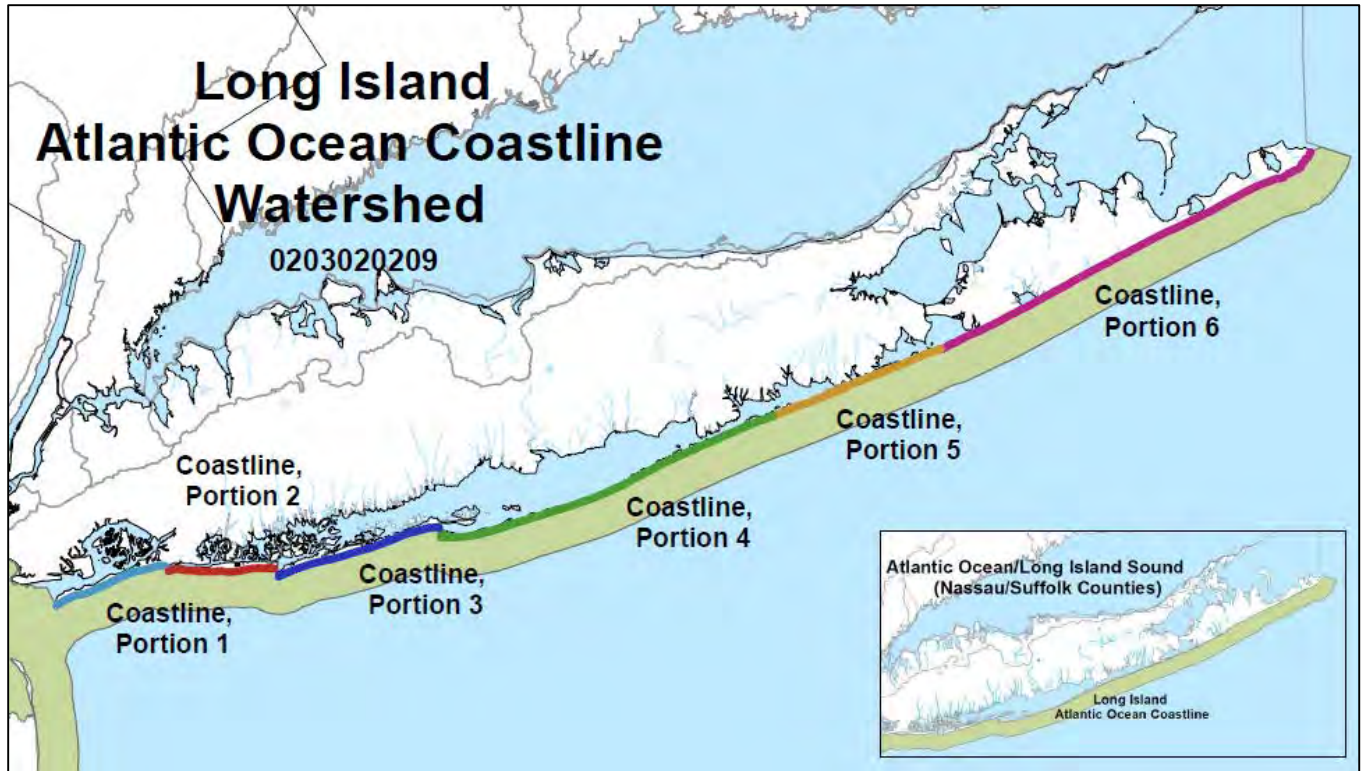 Long Island
Atlantic Ocean Coastline
Watershed
0203020209
Coastline,
Portion 6
Coastline,
Portion 5
Coastline,
Portion 2
Coastline,
Portion 4
Coastline,
Portion 3
Coastline,
Portion 1
Atlantic Ocean/Long Island Sound
(Nassau/Suffolk Counties)
Long Island
Atlantic Ocean Coastline